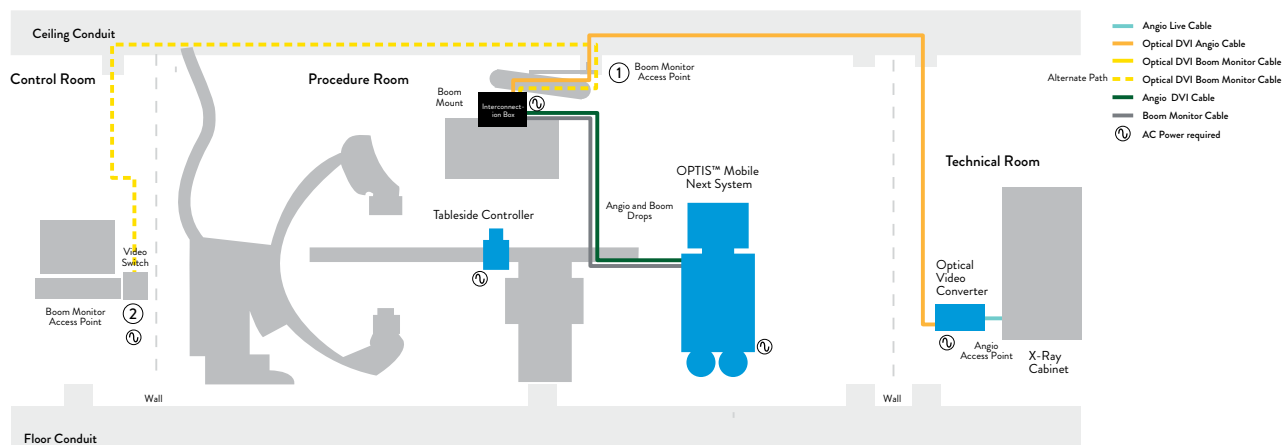 Ceiling Conduit
Control Room
Procedure Room
1
Boom Monitor
Access Point
Boom
Mount
Interconnect-
ion Box
Angio Live Cable
Optical DVI Angio Cable
Optical DVI Boom Monitor Cable
Alternate Path
Optical DVI Boom Monitor Cable
Angio DVI Cable
Boom Monitor Cable
AC Power required
Technical Room
OPTIS™ Mobile
Next System
Tableside Controller
Angio and Boom
Drops
Video
Switch
Optical
Video
Converter
Boom Monitor
Access Point
2
Angio
Access Point
X-Ray
Cabinet
Wall
Wall
Floor Conduit